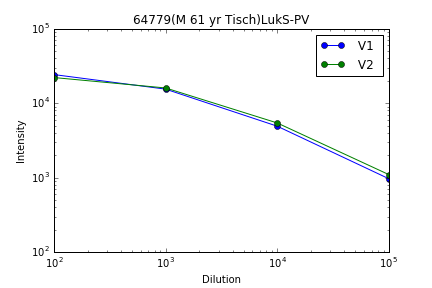 64779(M 61 yr Tisch)LukS-PV
10^5
10^4
10^3
10^2
Intensity
V1
V2
10^2 10^3 10^4 10^5
Dilution